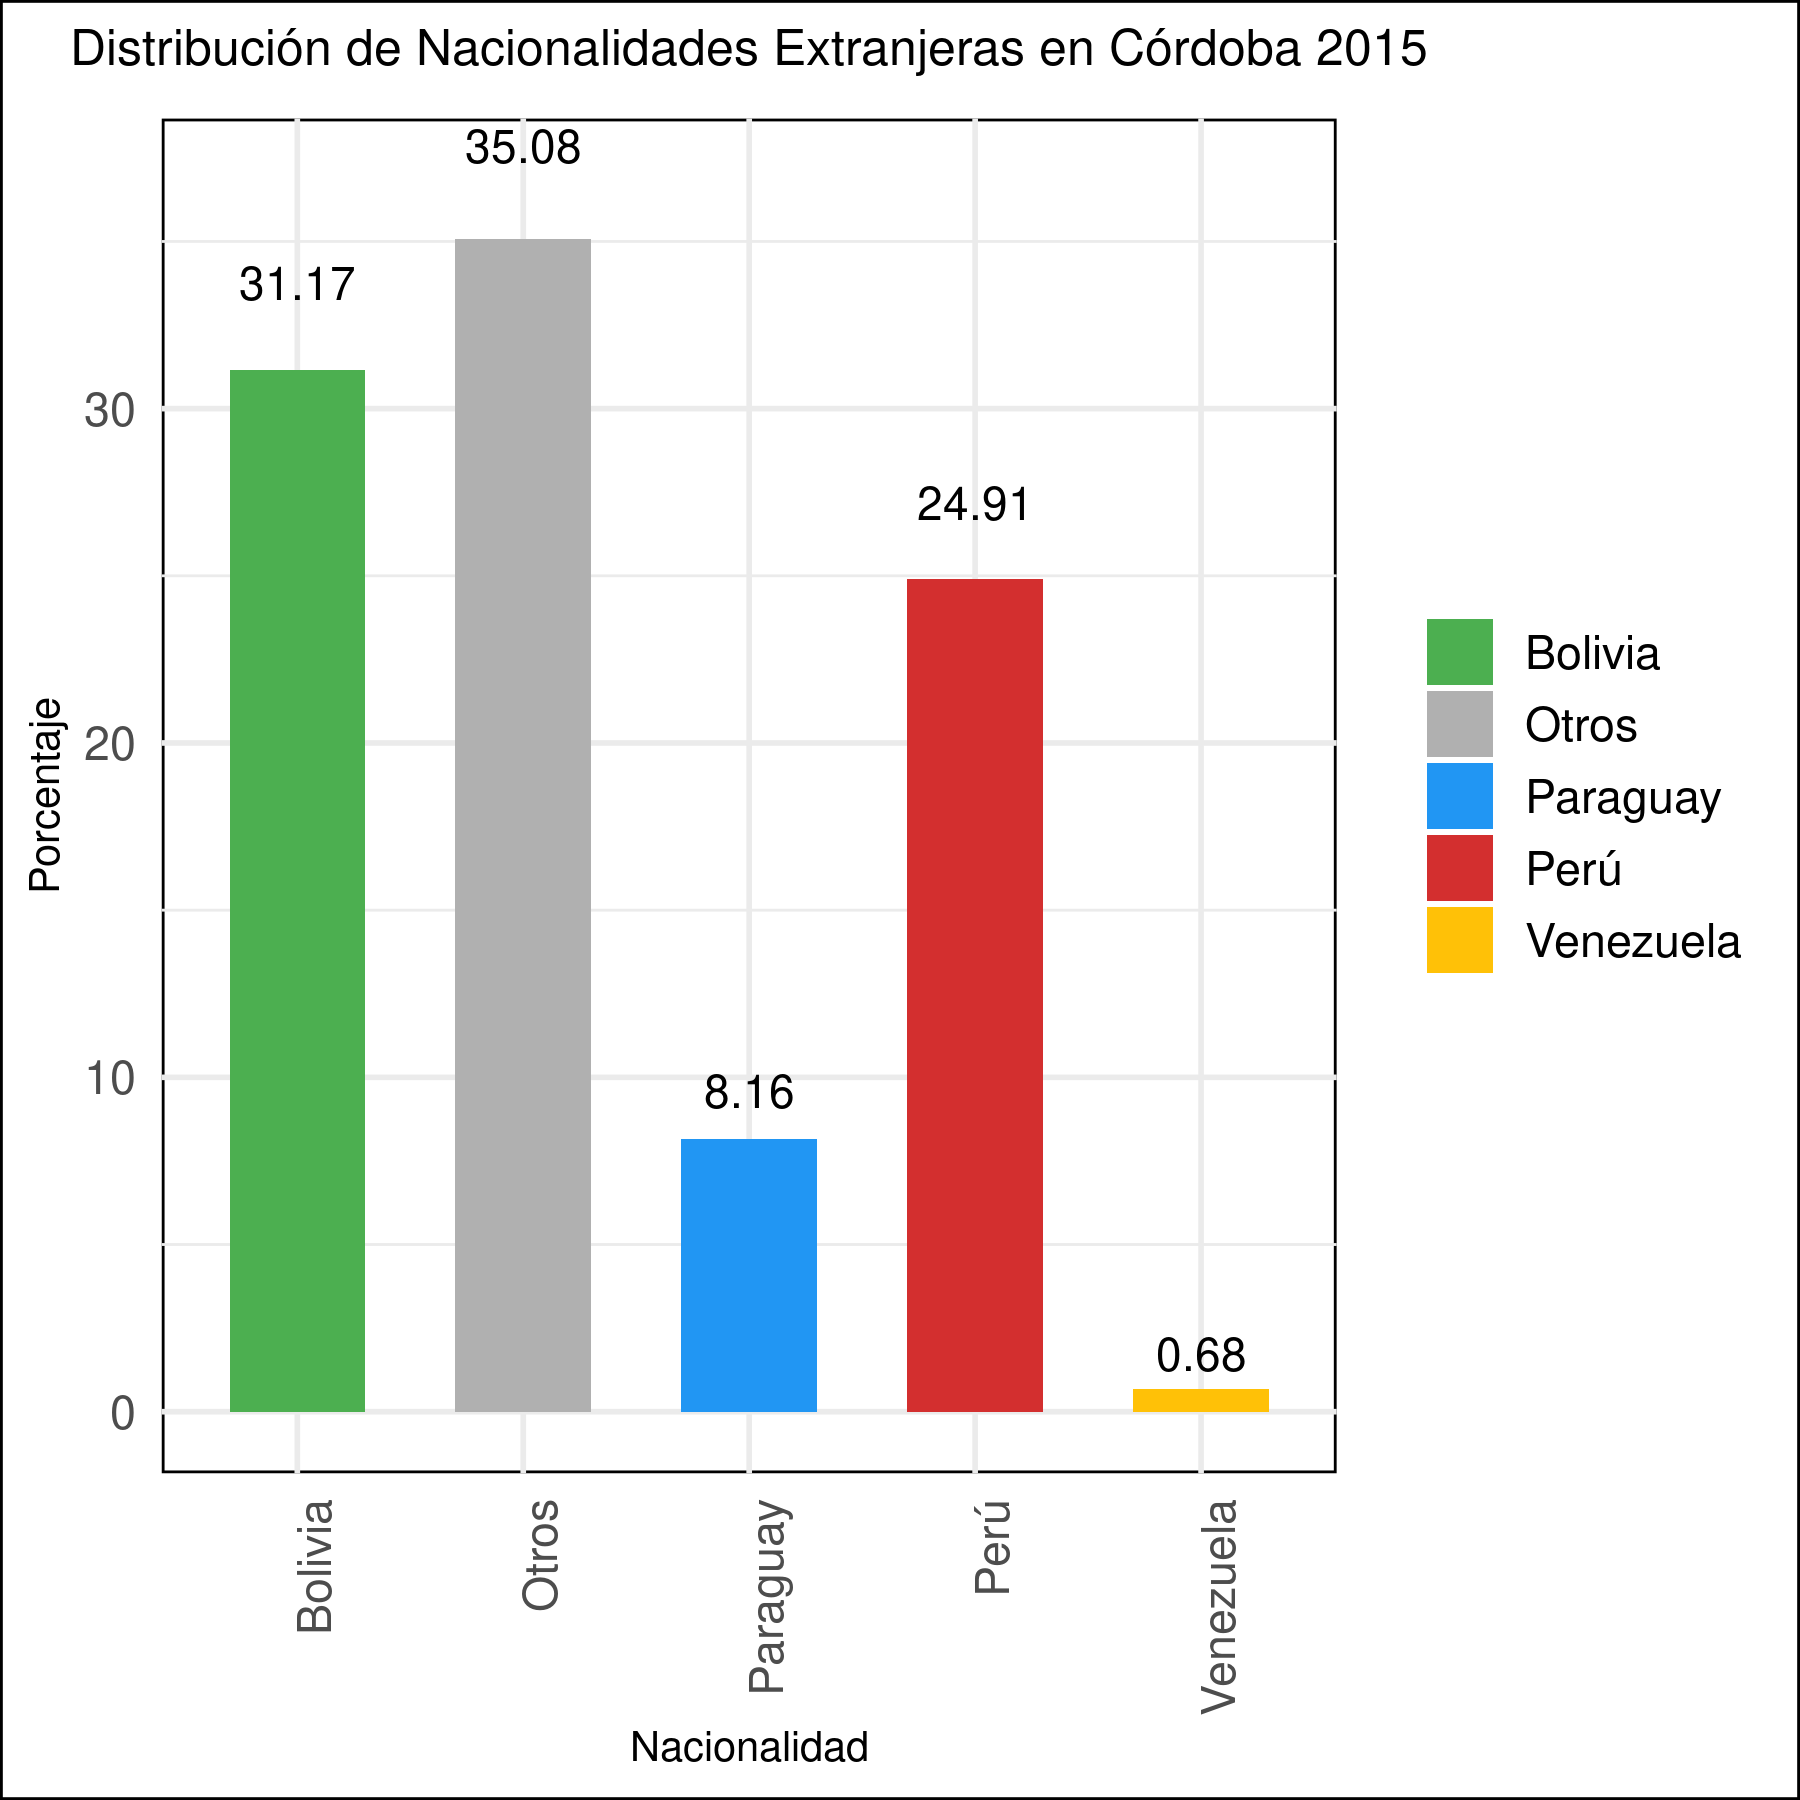 Distribución de Nacionalidades Extranjeras en Córdoba 2015
35.08
31.17
24.91
8.16
0.68
30
20
10
0
Porcentaje
Bolivia
Otros
Paraguay
Perú
Venezuela
Nacionalidad
Bolivia
Otros
Paraguay
Perú
Venezuela